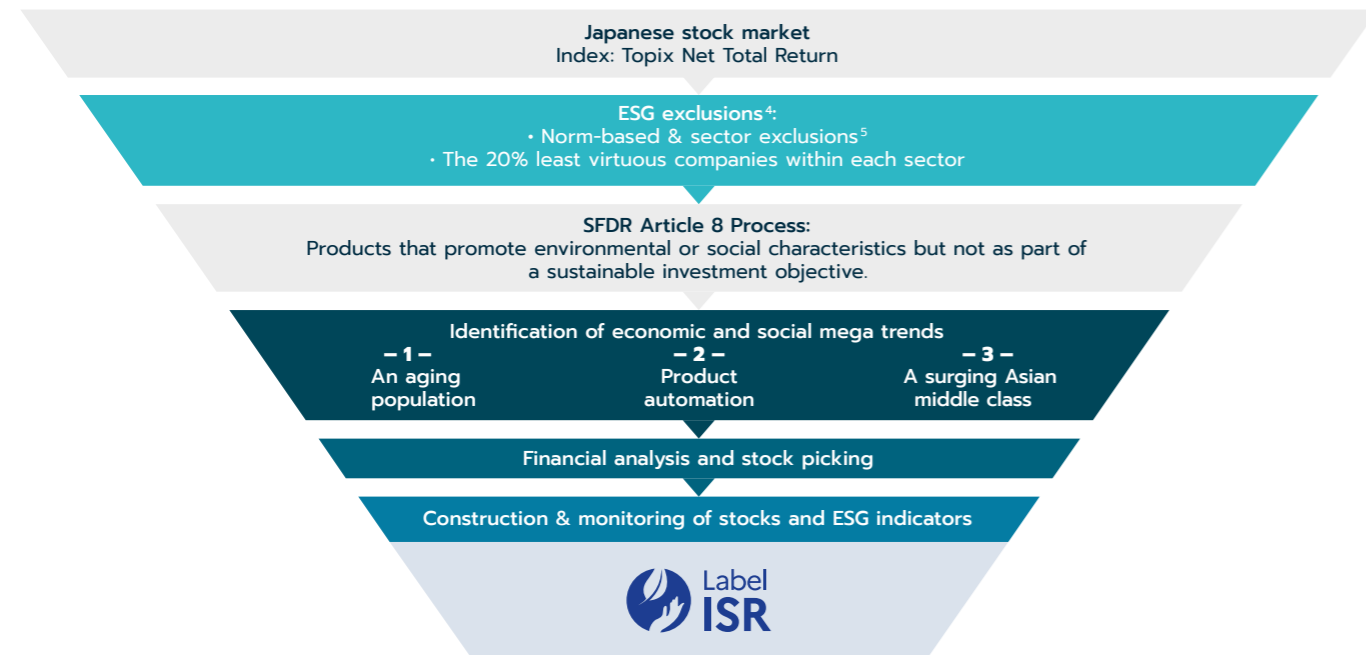 Japanese stock market
Index: Topix Net Total Return
ESG exclusions⁴:
• Norm-based & sector exclusions⁵
• The 20% least virtuous companies within each sector
SFDR Article 8 Process:
Products that promote environmental or social characteristics but not as part of
a sustainable investment objective.
Identification of economic and social mega trends
– 1 –
An aging
population
– 2 –
Product
automation
– 3 –
A surging Asian
middle class
Financial analysis and stock picking
Construction & monitoring of stocks and ESG indicators
Label
ISR